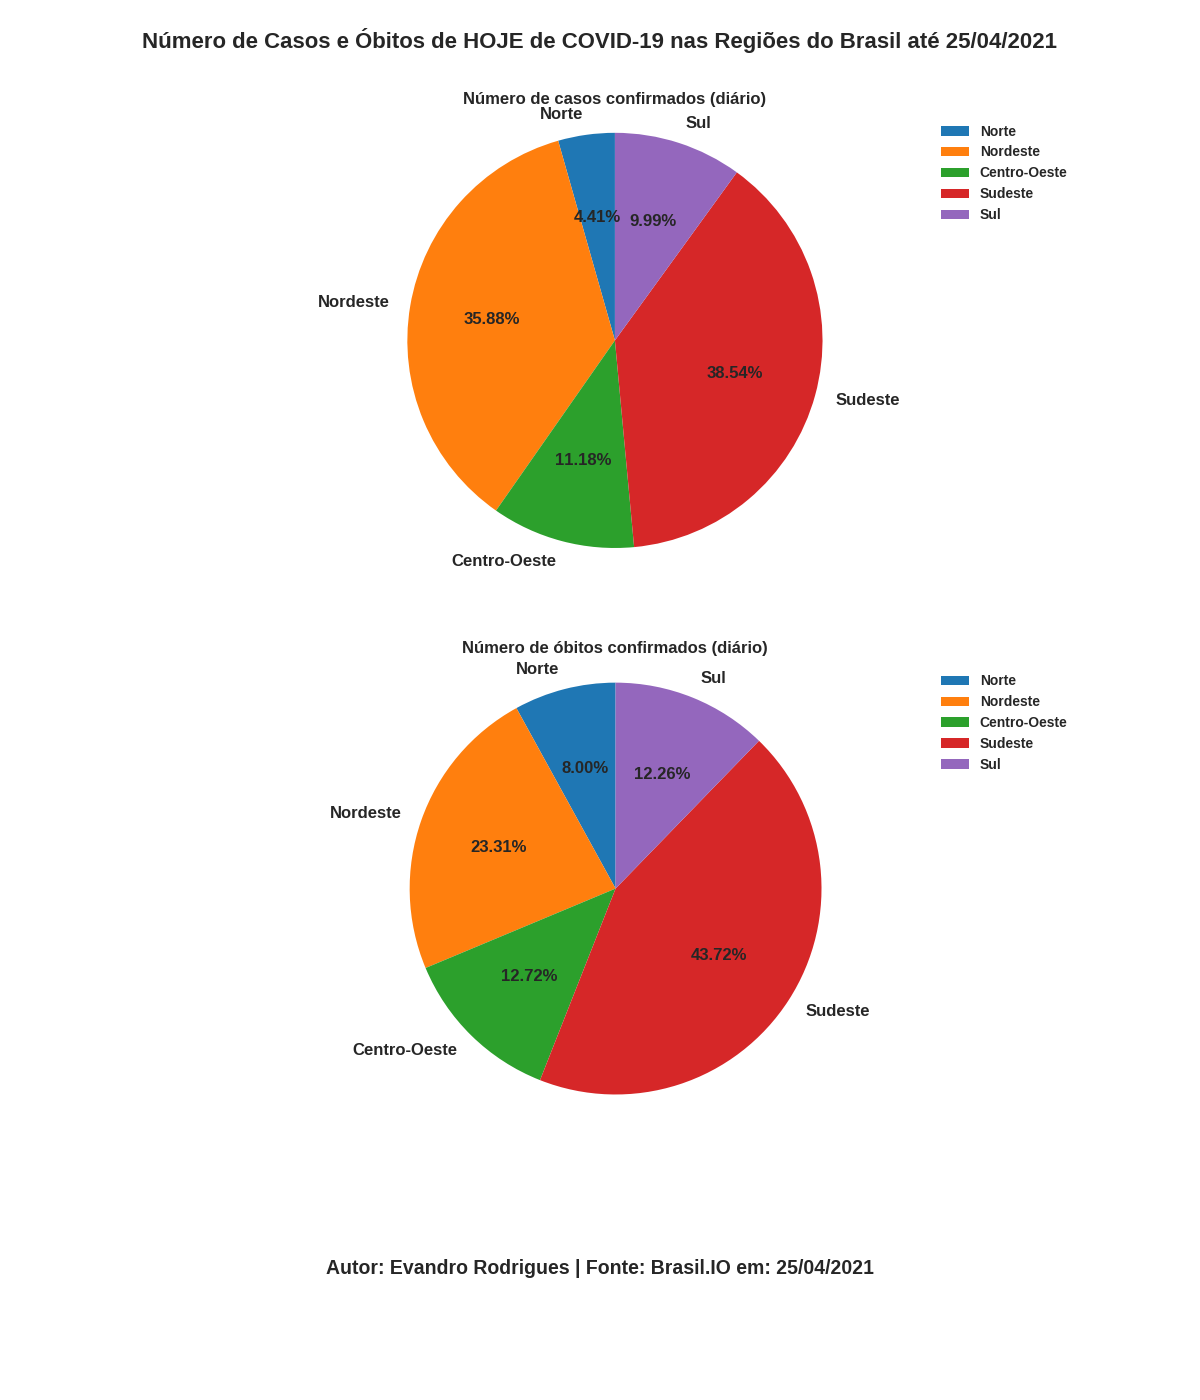 Número de Casos e Óbitos de HOJE de COVID-19 nas Regiões do Brasil até 25/04/2021
Número de casos confirmados (diário)
Norte
Sul
4.41%
9.99%
Nordeste
35.88%
38.54%
Sudeste
11.18%
Centro-Oeste
Norte
Nordeste
Centro-Oeste
Sudeste
Sul
Número de óbitos confirmados (diário)
Norte
Sul
8.00%
12.26%
Nordeste
23.31%
43.72%
12.72%
Sudeste
Centro-Oeste
Norte
Nordeste
Centro-Oeste
Sudeste
Sul
Autor: Evandro Rodrigues | Fonte: Brasil.IO em: 25/04/2021